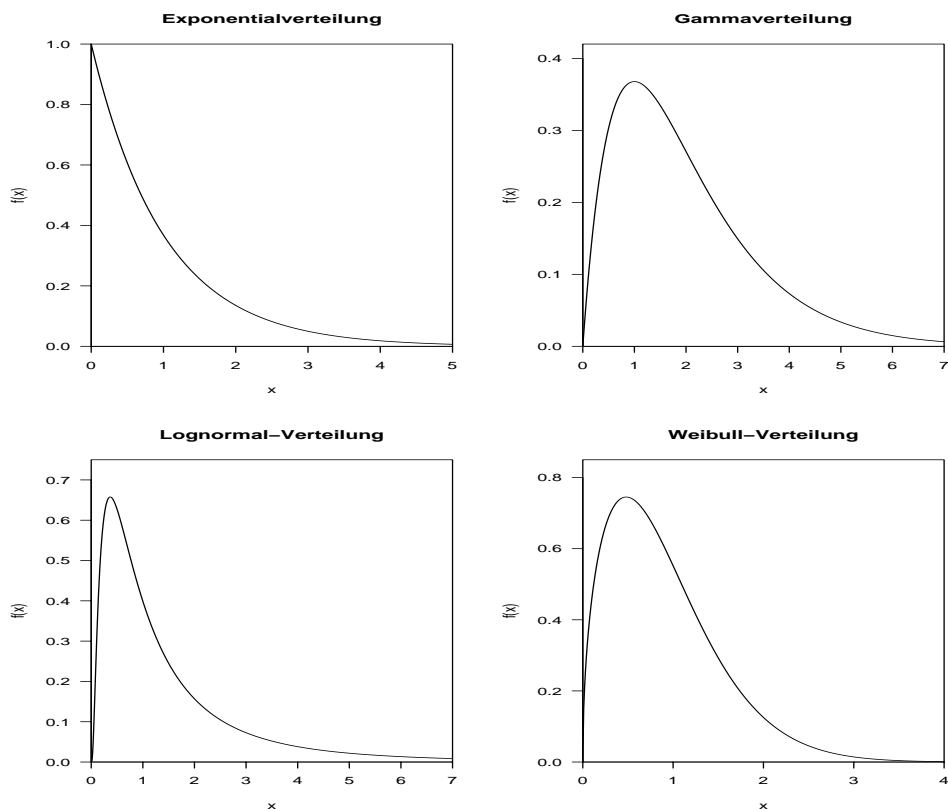 Exponentialverteilung
f(x)
1.0
0.8
0.6
0.4
0.2
0.0
0 1 2 3 4 5
x
Gammaverteilung
f(x)
0.4
0.3
0.2
0.1
0.0
0 1 2 3 4 5 6 7
x
Lognormal−Verteilung
f(x)
0.7
0.6
0.5
0.4
0.3
0.2
0.1
0.0
0 1 2 3 4 5 6 7
x
Weibull−Verteilung
f(x)
0.8
0.6
0.4
0.2
0.0
0 1 2 3 4
x